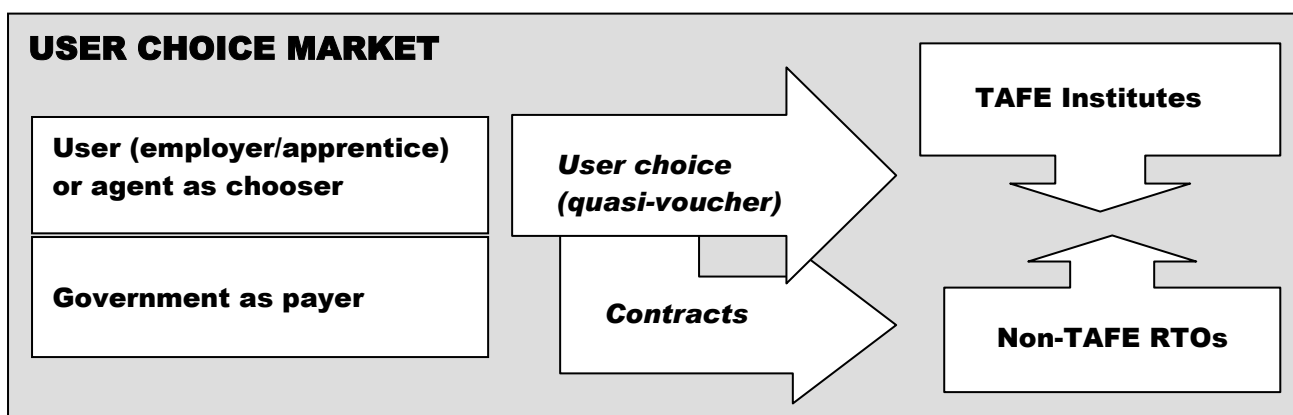 USER CHOICE MARKET
User (employer/apprentice)
or agent as chooser
Government as payer
User choice
(quasi-voucher)
Contracts
TAFE Institutes
Non-TAFE RTOs